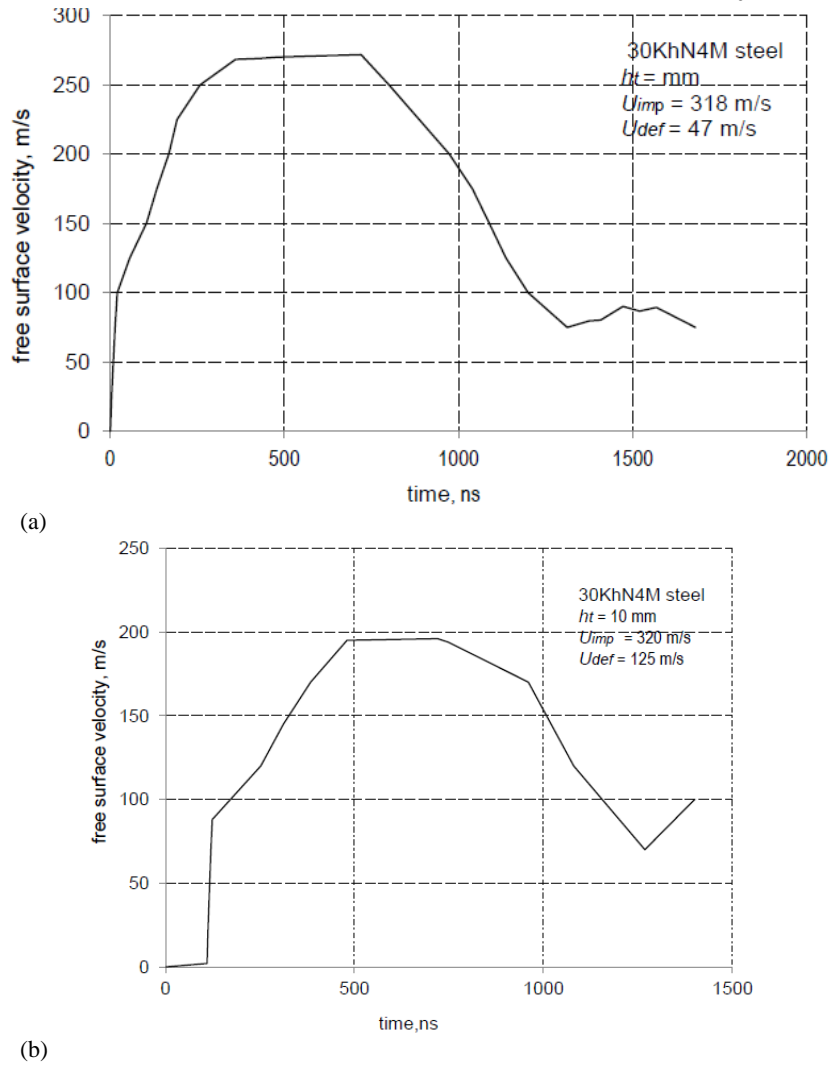 300
250
200
150
100
50
0
free surface velocity, m/s
30KhN4M steel
ht = mm
Uimp = 318 m/s
Udef = 47 m/s
0 500 1000 1500 2000
time, ns
(a)
250
200
150
100
50
0
free surface velocity, m/s
30KhN4M steel
ht = 10 mm
Uimp = 320 m/s
Udef = 125 m/s
0 500 1000 1500
time,ns
(b)